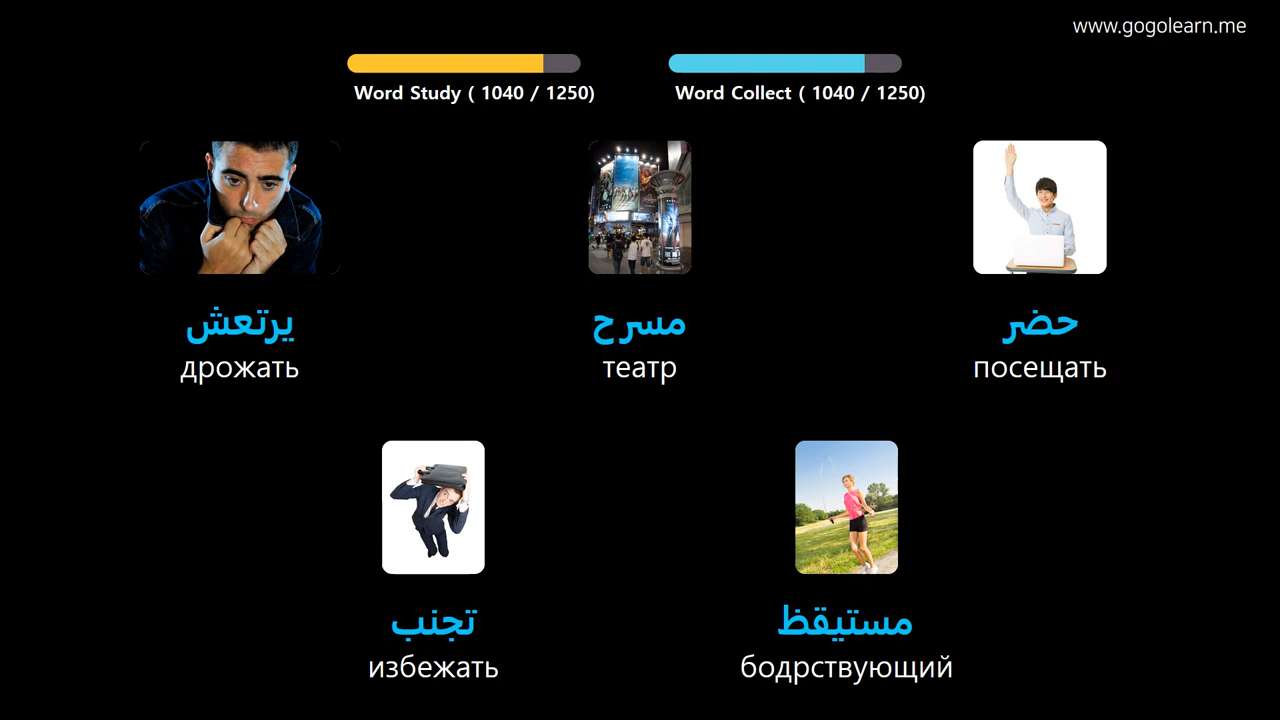 www.gogolearn.me
Word Study ( 1040 / 1250)
Word Collect ( 1040 / 1250)
يرتعش
дрожать
مسرح
театр
حضر
посещать
تجنب
избежать
مستيقظ
бодрствующий